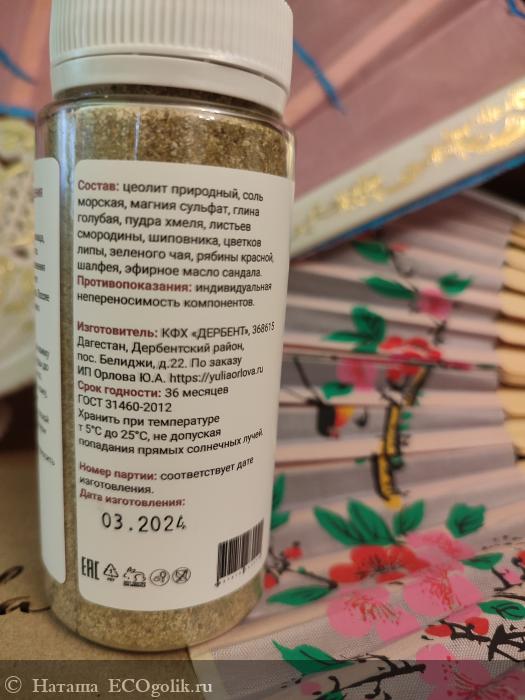 Состав: цеолит природный, соль
морская, магния сульфат, глина
голубая, пудра хмеля, листьев
смородины, шиповника, цветков
липы, зеленого чая, рябины красной,
шалфея, эфирное масло сандала.
Противопоказания: индивидуальная
непереносимость компонентов.
Изготовитель: КФХ «ДЕРБЕНТ», 368615
Дагестан, Дербентский район,
пос. Белиджи, д.22. По заказу
ИП Орлова Ю.А. https://yuliaorlova.ru
Срок годности: 36 месяцев
ГОСТ 31460-2012
Хранить при температуре
т 5°C до 25°C, не допуская
попадания прямых солнечных лучей.
Номер партии: соответствует дате
изготовления.
Дата изготовления:
03.2024
EAC
Наташа ECOgolik.ru